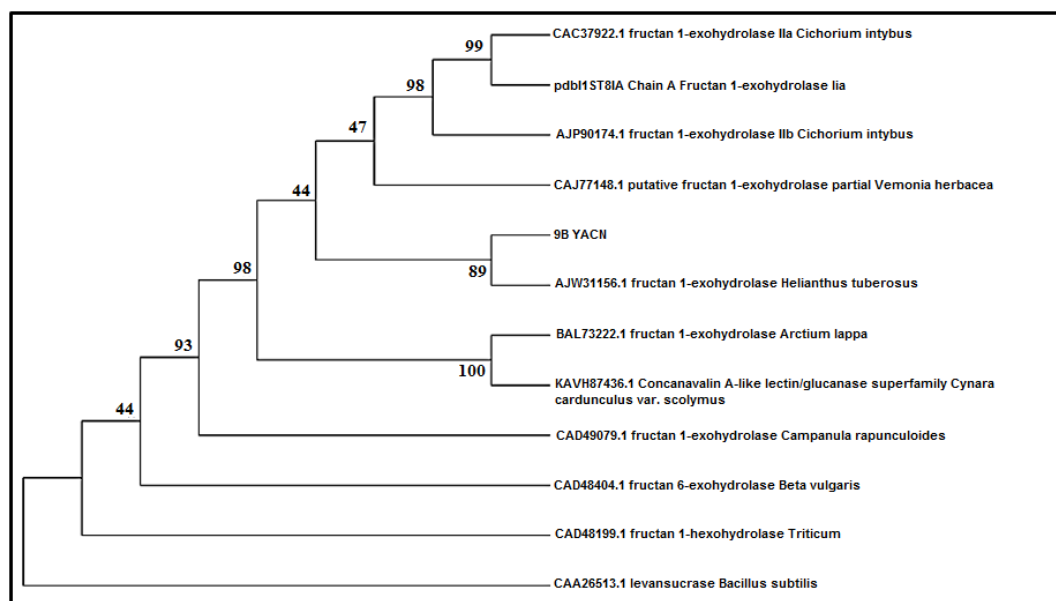 CAC37922.1 fructan 1-exohydrolase IIa Cichorium intybus
99
pdbl1ST8IA Chain A Fructan 1-exohydrolase Iia
98
AJP90174.1 fructan 1-exohydrolase IIb Cichorium intybus
47
CAJ77148.1 putative fructan 1-exohydrolase partial Vemonia herbacea
44
9B YACN
89
AJW31156.1 fructan 1-exohydrolase Helianthus tuberosus
98
BAL73222.1 fructan 1-exohydrolase Arctium lappa
93
100
KAVH87436.1 Concanavalin A-like lectin/glucanase superfamily Cynara
cardunculus var. scolymus
44
CAD49079.1 fructan 1-exohydrolase Campanula rapunculoides
CAD48404.1 fructan 6-exohydrolase Beta vulgaris
CAD48199.1 fructan 1-hexohydrolase Triticum
CAA26513.1 levansucrase Bacillus subtilis